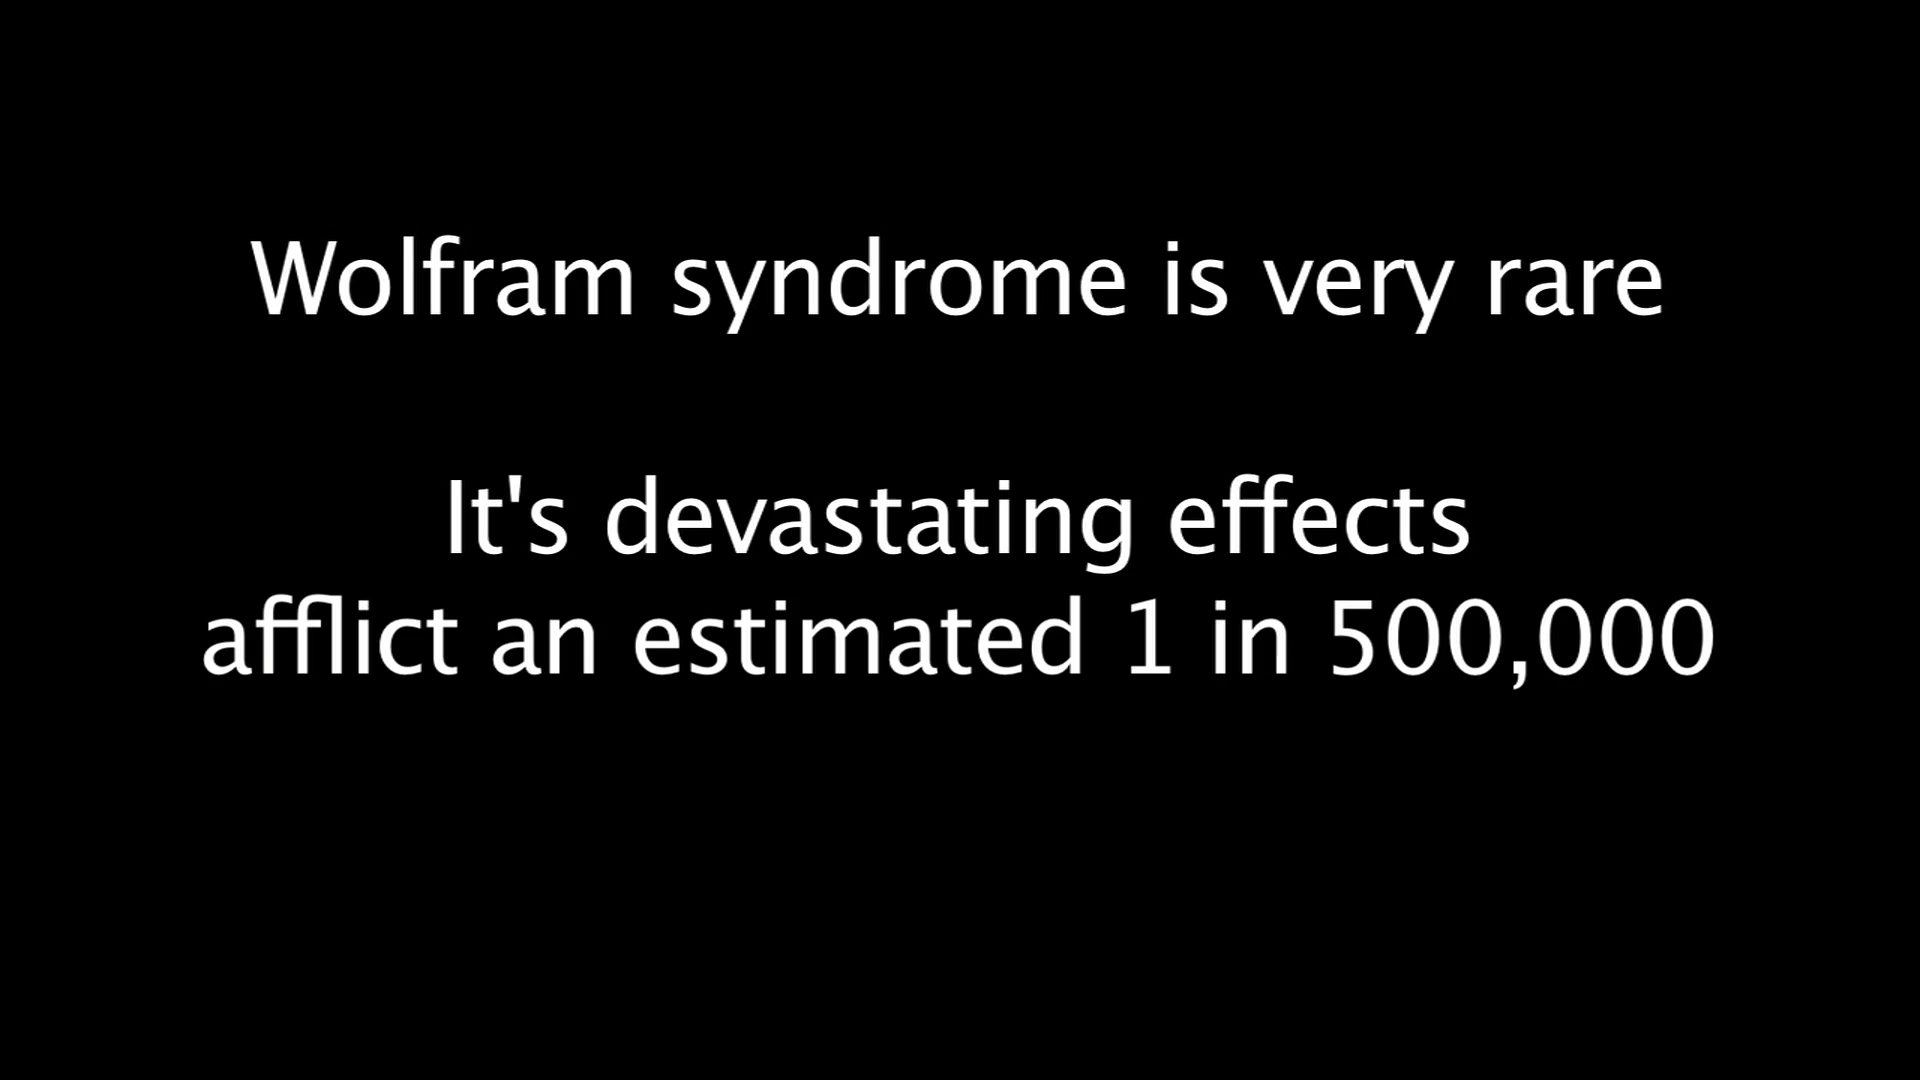 Wolfram syndrome is very rare
It's devastating effects
afflict an estimated 1 in 500,000